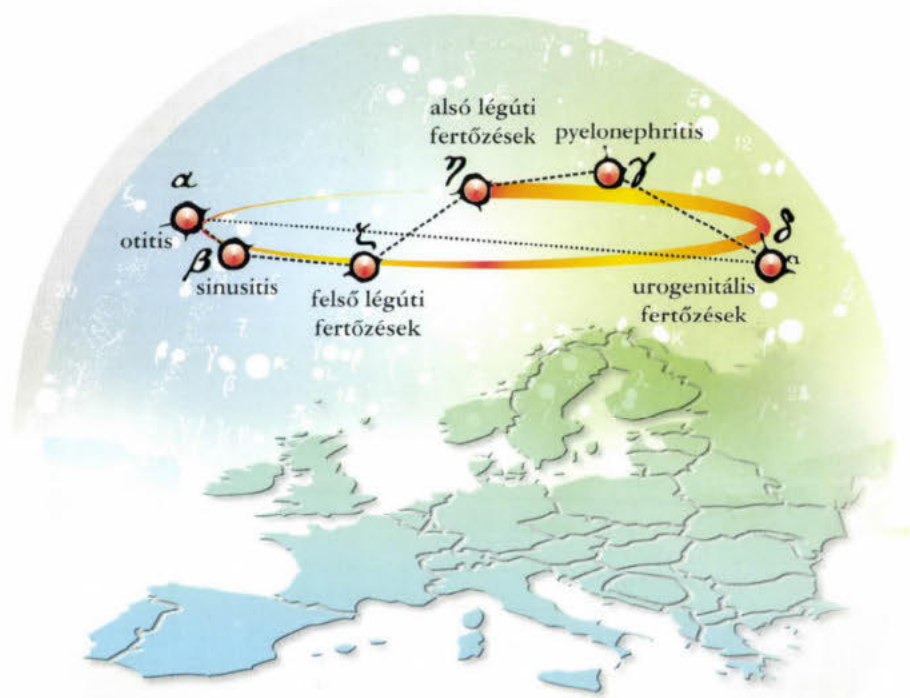 alsó légúti
fertőzések
pyelonephritis
η
γ
α
otitis
β
sinusitis
ζ
felső légúti
fertőzések
δ
urogenitális
fertőzések